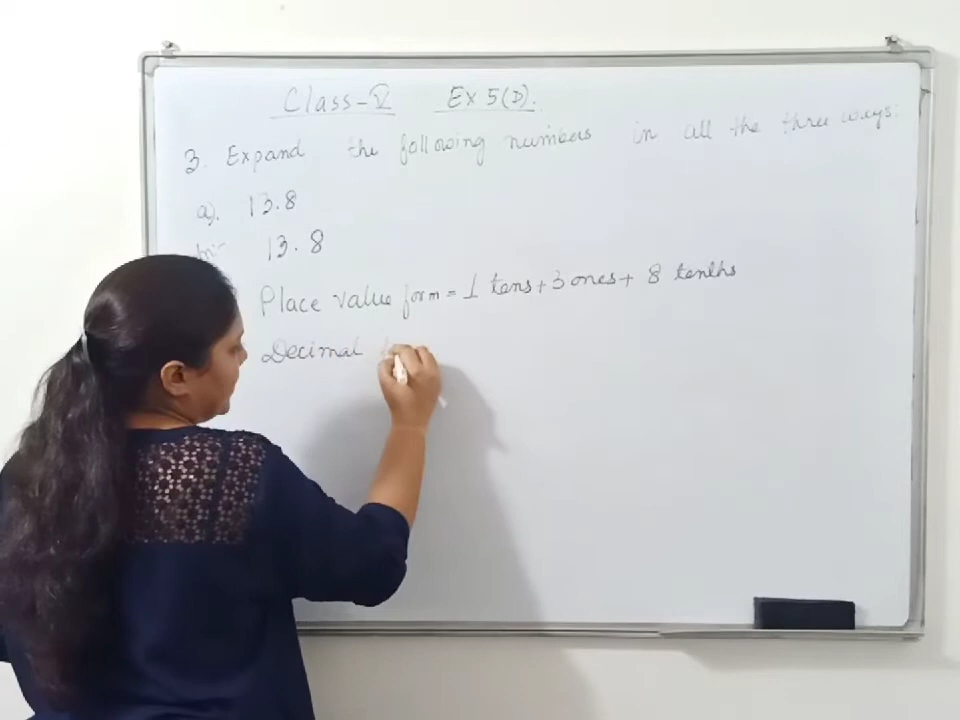 Class-V Ex 5(D).
3. Expand the following numbers in all the three ways:
a). 13.8
13.8
Place value form = 1 tens + 3 ones + 8 tenths
Decimal